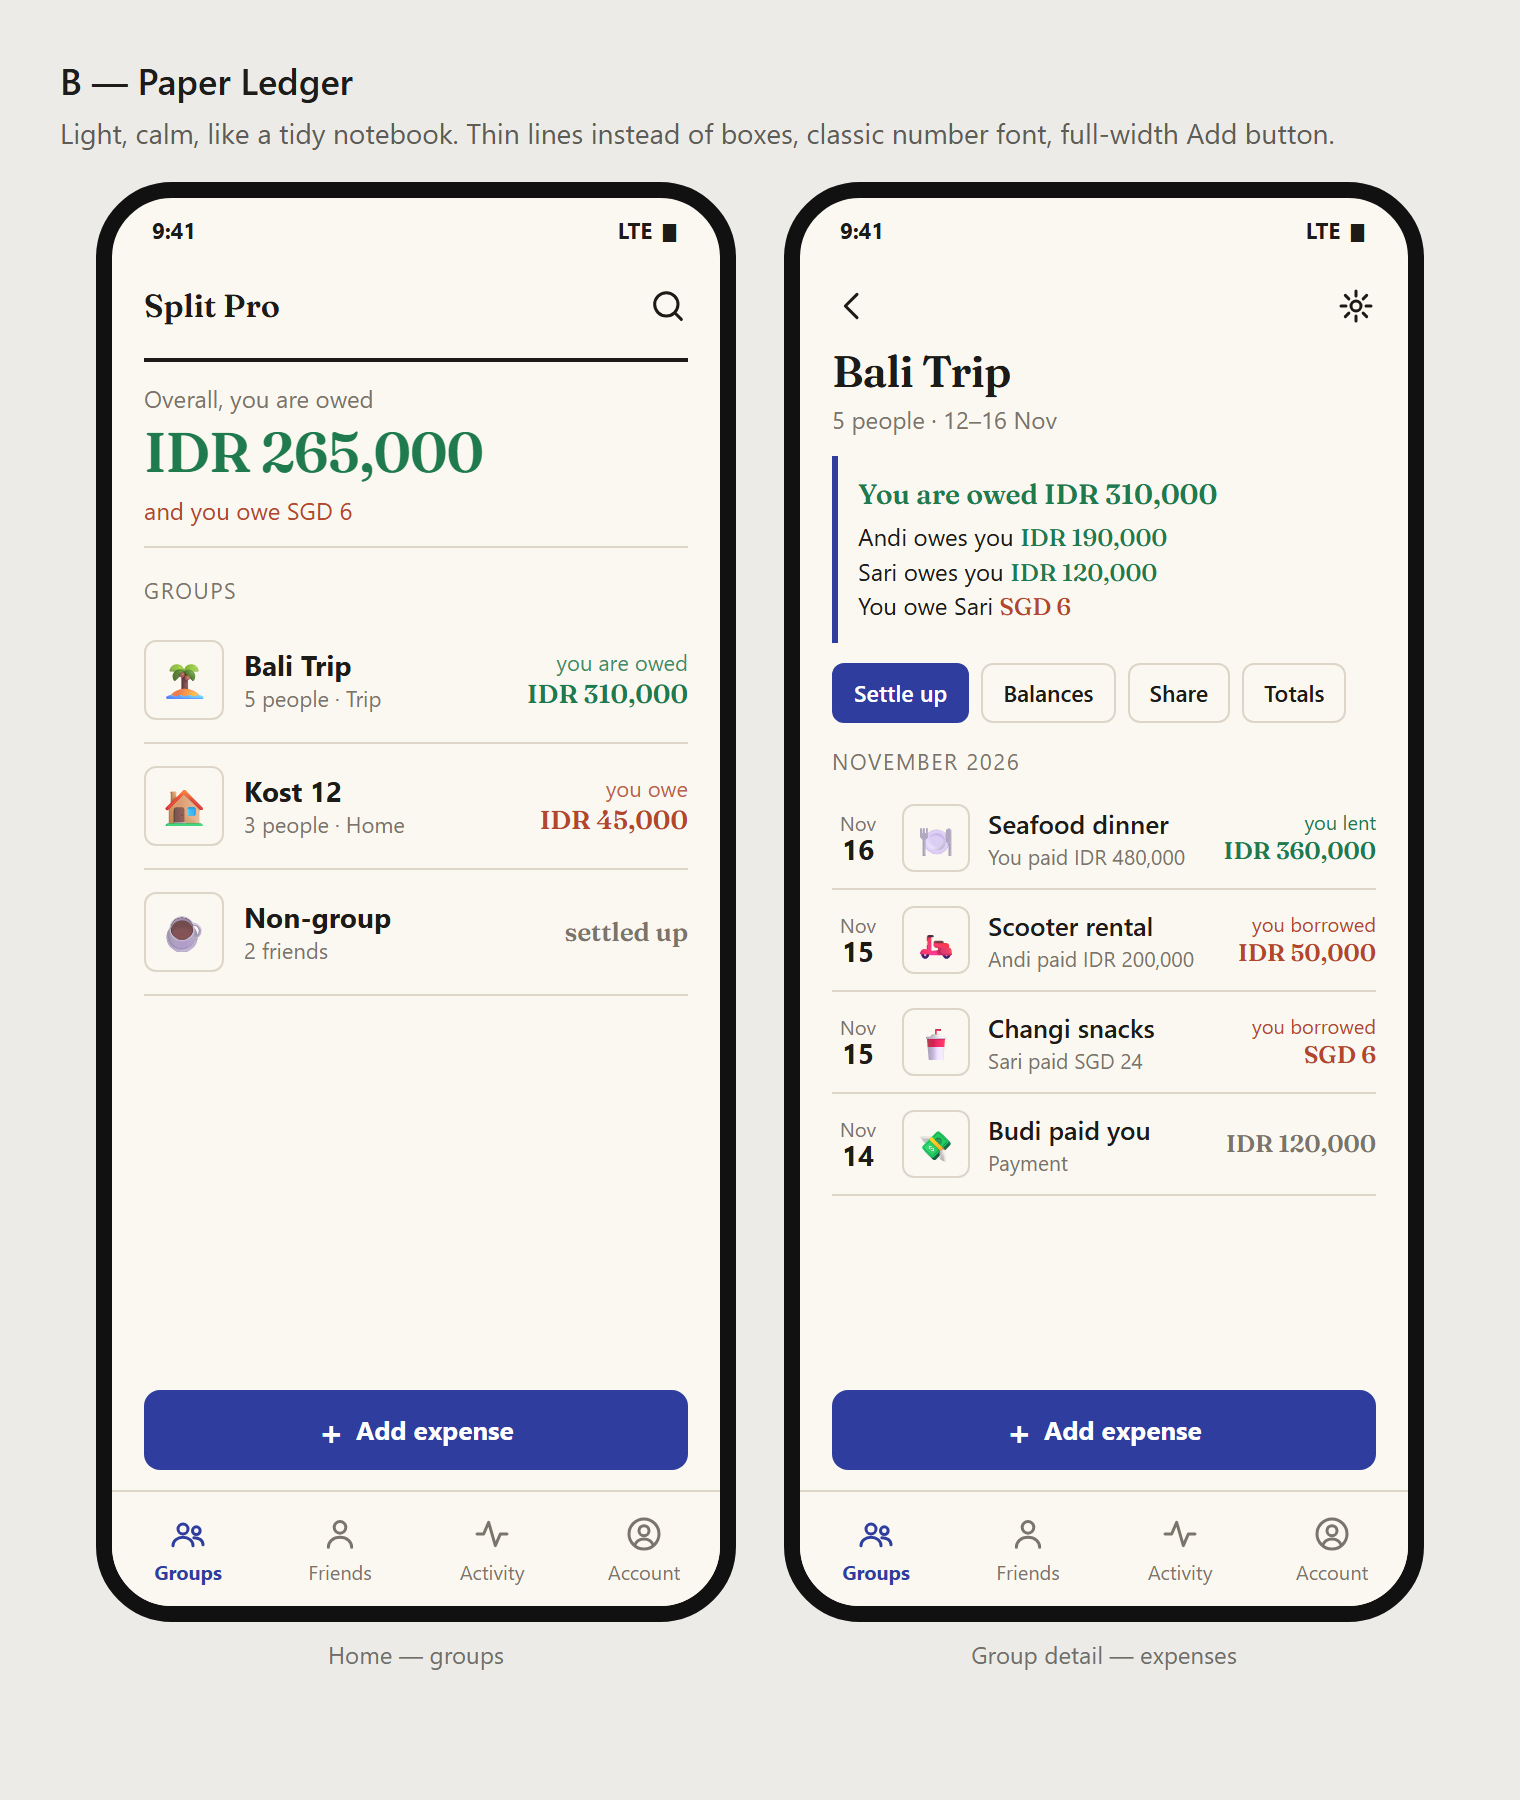 B — Paper Ledger
Light, calm, like a tidy notebook. Thin lines instead of boxes, classic number font, full-width Add button.
9:41
LTE
Split Pro
Overall, you are owed
IDR 265,000
and you owe SGD 6
GROUPS
Bali Trip
5 people · Trip
you are owed
IDR 310,000
Kost 12
3 people · Home
you owe
IDR 45,000
Non-group
2 friends
settled up
+ Add expense
Groups
Friends
Activity
Account
Home — groups
9:41
LTE
Bali Trip
5 people · 12–16 Nov
You are owed IDR 310,000
Andi owes you IDR 190,000
Sari owes you IDR 120,000
You owe Sari SGD 6
Settle up
Balances
Share
Totals
NOVEMBER 2026
Nov
16
Seafood dinner
You paid IDR 480,000
you lent
IDR 360,000
Nov
15
Scooter rental
Andi paid IDR 200,000
you borrowed
IDR 50,000
Nov
15
Changi snacks
Sari paid SGD 24
you borrowed
SGD 6
Nov
14
Budi paid you
Payment
IDR 120,000
+ Add expense
Groups
Friends
Activity
Account
Group detail — expenses